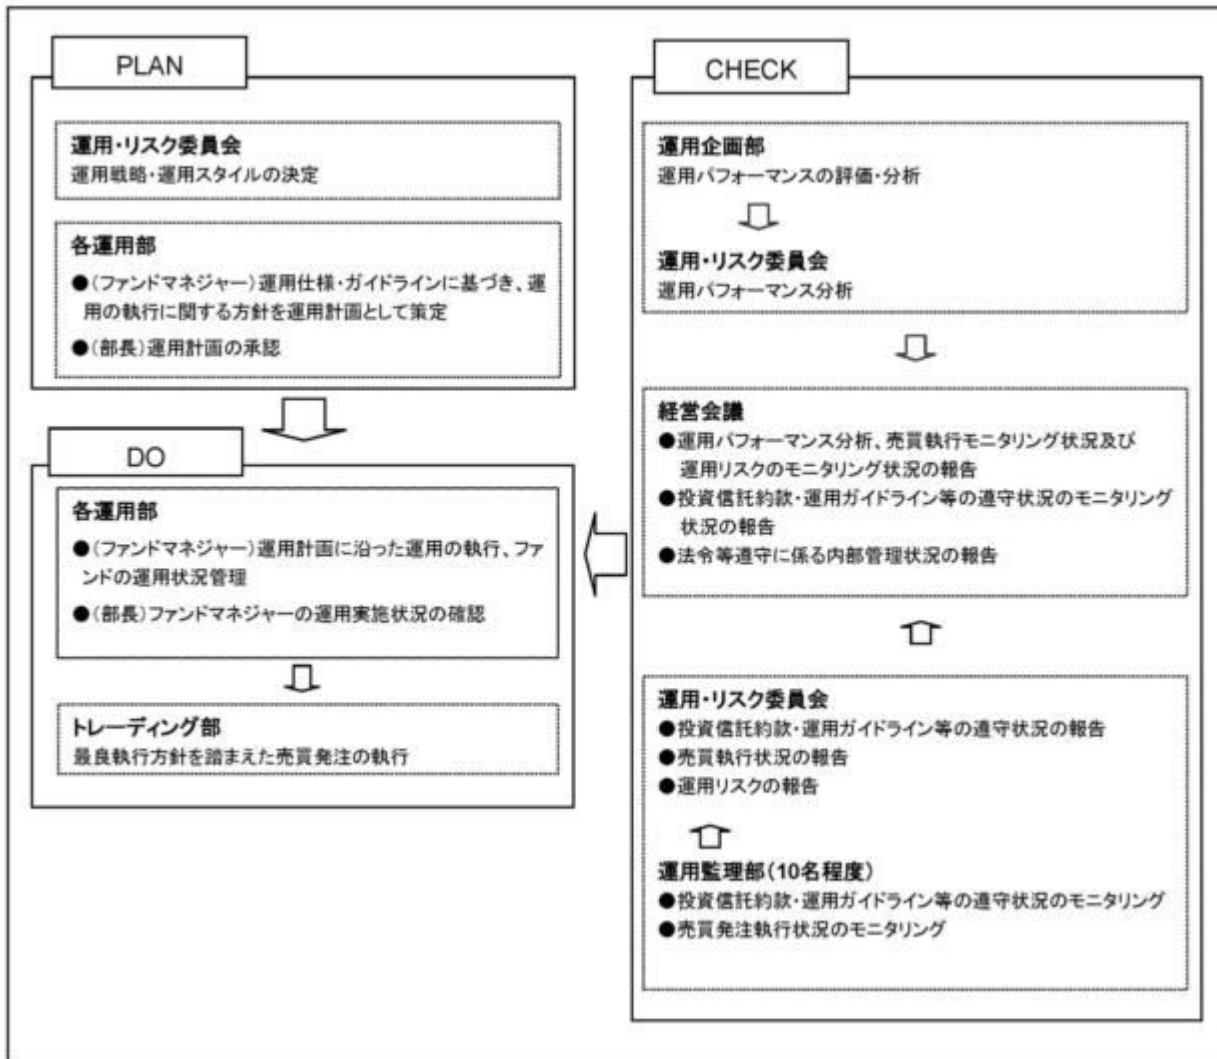 PLAN
運用・リスク委員会
運用戦略・運用スタイルの決定
各運用部
●(ファンドマネジャー)運用仕様・ガイドラインに基づき、運
用の執行に関する方針を運用計画として策定
●(部長)運用計画の承認
DO
各運用部
●(ファンドマネジャー)運用計画に沿った運用の執行、ファ
ンドの運用状況管理
●(部長)ファンドマネジャーの運用実施状況の確認
トレーディング部
最良執行方針を踏まえた売買発注の執行
CHECK
運用企画部
運用パフォーマンスの評価・分析
運用・リスク委員会
運用パフォーマンス分析
経営会議
●運用パフォーマンス分析、売買執行モニタリング状況及び
運用リスクのモニタリング状況の報告
●投資信託約款・運用ガイドライン等の遵守状況のモニタリング
状況の報告
●法令等遵守に係る内部管理状況の報告
運用・リスク委員会
●投資信託約款・運用ガイドライン等の遵守状況の報告
●売買執行状況の報告
●運用リスクの報告
運用監理部(10名程度)
●投資信託約款・運用ガイドライン等の遵守状況のモニタリング
●売買発注執行状況のモニタリング